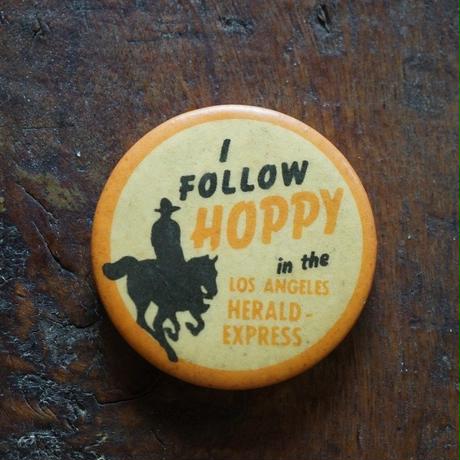 I
FOLLOW
HOPPY
in the
LOS ANGELES
HERALD-
EXPRESS